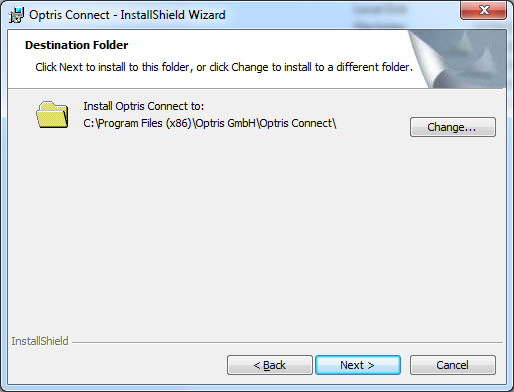 Optris Connect - InstallShield Wizard
Destination Folder
Click Next to install to this folder, or click Change to install to a different folder.
Install Optris Connect to:
C:\Program Files (x86)\Optris GmbH\Optris Connect\
Change...
InstallShield
< Back
Next >
Cancel